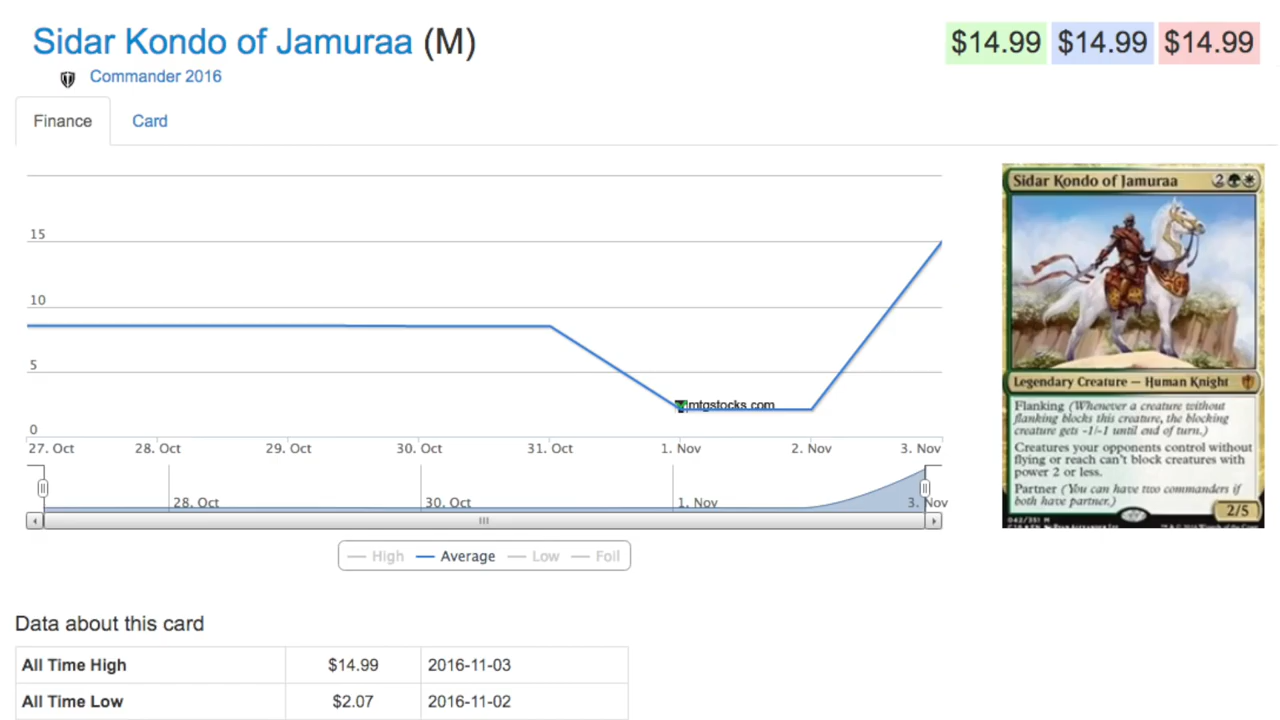 Sidar Kondo of Jamuraa (M)
$14.99 $14.99 $14.99
Commander 2016
Finance Card
Sidar Kondo of Jamuraa 2
Legendary Creature — Human Knight
Flanking (Whenever a creature without
flanking blocks this creature, the blocking
creature gets -1/-1 until end of turn.)
Creatures your opponents control without
flying or reach can't block creatures with
power 2 or less.
Partner (You can have two commanders if
both have partner.)
2/5
042/351 M
15
10
5
0
mtgstocks.com
27. Oct 28. Oct 29. Oct 30. Oct 31. Oct 1. Nov 2. Nov 3. Nov
28. Oct 30. Oct 1. Nov 3. Nov
High Average Low Foil
Data about this card
All Time High $14.99 2016-11-03
All Time Low $2.07 2016-11-02